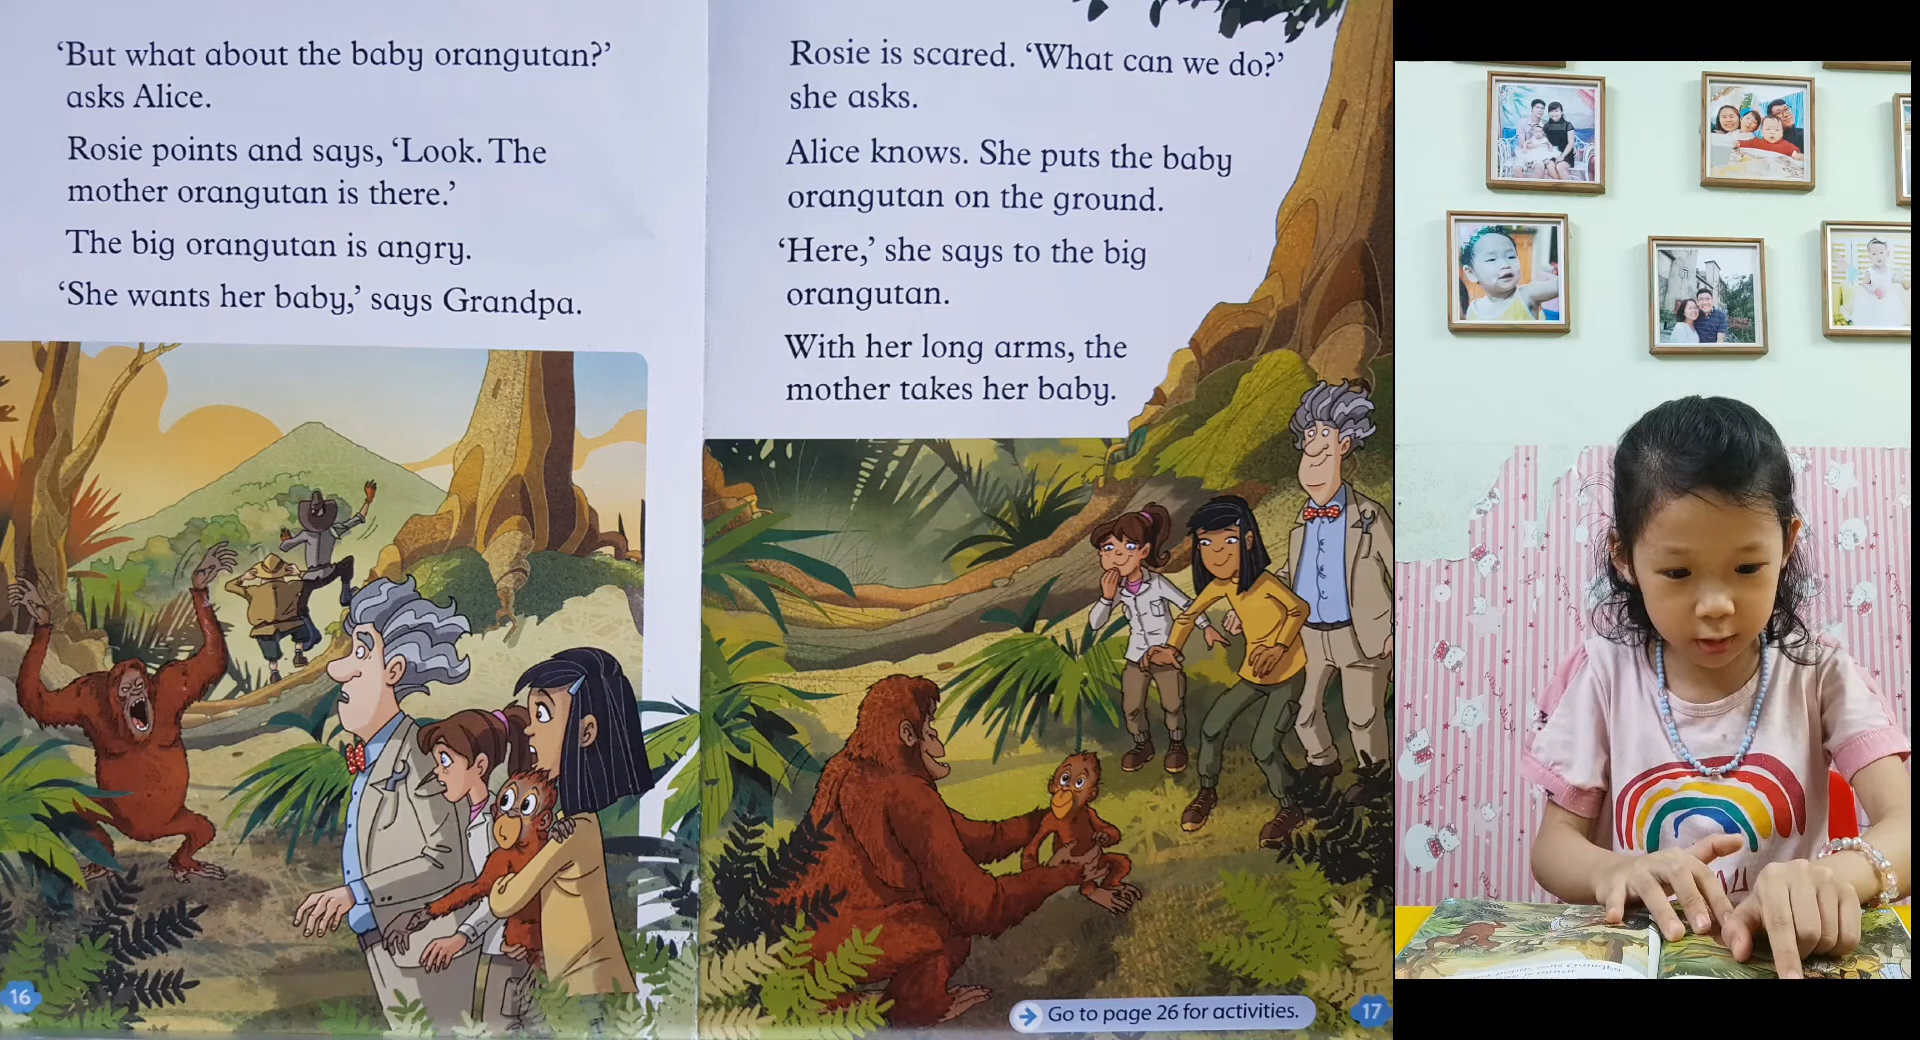 ‘But what about the baby orangutan?’
asks Alice.
Rosie points and says, ‘Look. The
mother orangutan is there.’
The big orangutan is angry.
‘She wants her baby,’ says Grandpa.
16
Rosie is scared. ‘What can we do?’
she asks.
Alice knows. She puts the baby
orangutan on the ground.
‘Here,’ she says to the big
orangutan.
With her long arms, the
mother takes her baby.
Go to page 26 for activities.
17